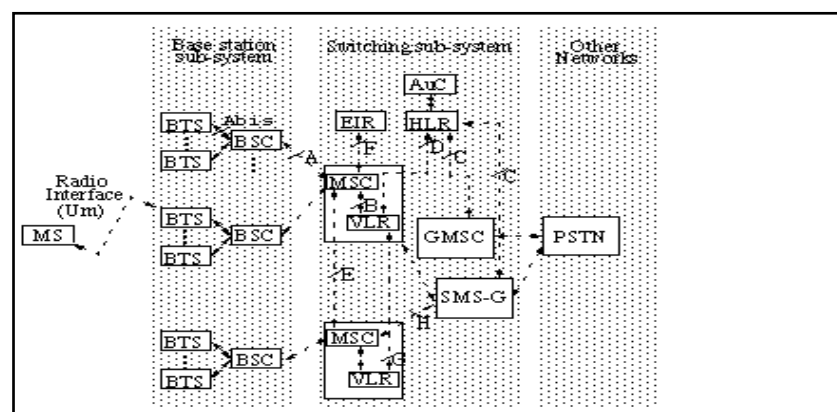 Base station
sub-system
Switching sub-system
Other
Networks
AuC
BTS
Abis
BSC
EIR
HLR
BTS
A
F
D
C
C
Radio
Interface
(Um)
MSC
B
MS
BTS
BSC
VLR
GMSC
PSTN
BTS
E
SMS-G
H
BTS
BSC
MSC
G
BTS
VLR